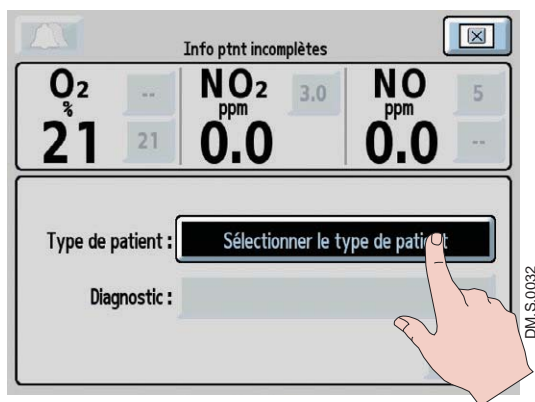 Info ptnt incomplètes
O2 % -- 21 21
NO2 ppm 3.0 0.0
NO ppm 5 0.0 --
Type de patient : Sélectionner le type de patient
Diagnostic :
DM.S.0032